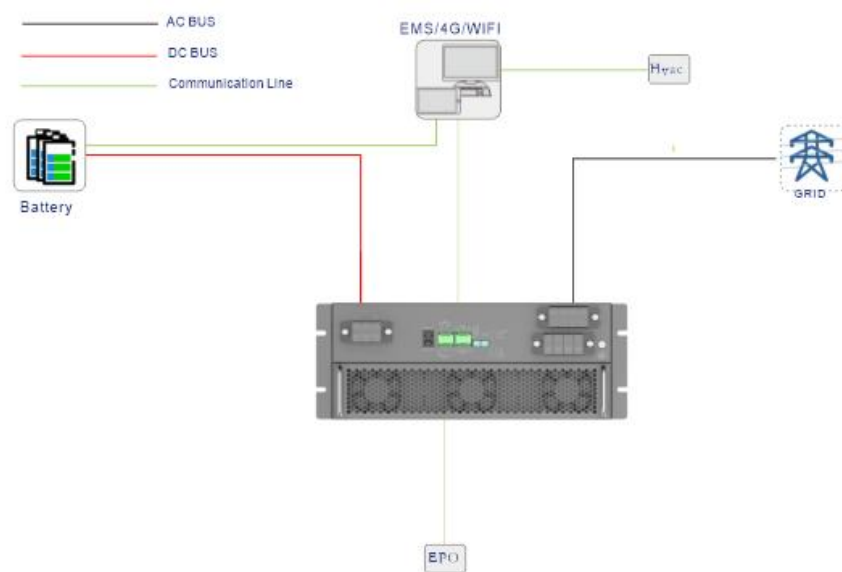 AC BUS
DC BUS
Communication Line
EMS/4G/WIFI
Hvac
Battery
GRID
EPO